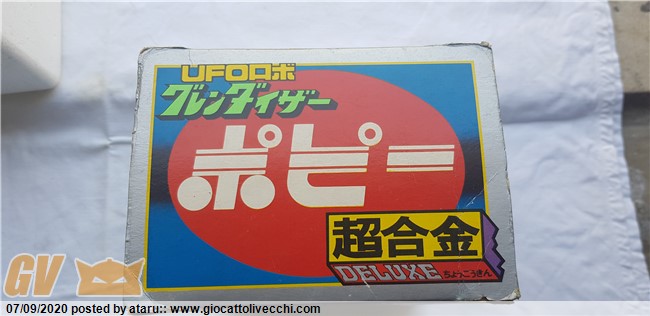 UFOロボ
グレンダイザー
ポピー
超合金
DELUXE ちょうごうきん
GV
07/09/2020 posted by ataru:: www.giocattolivecchi.com